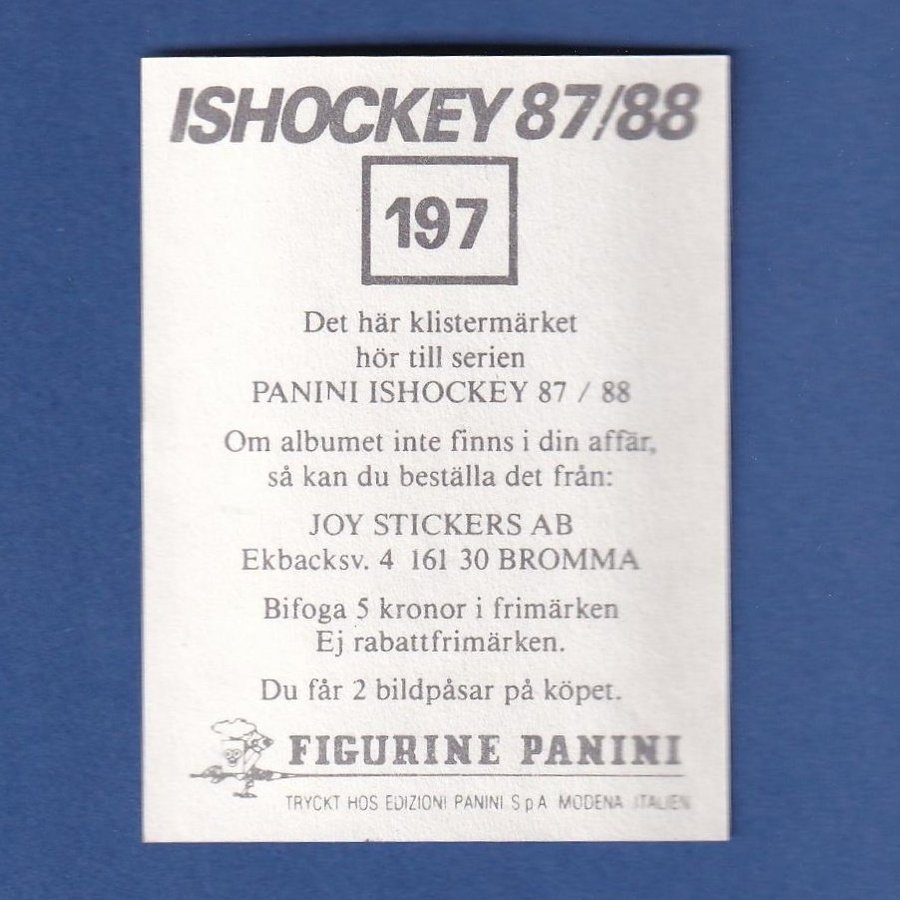 ISHOCKEY 87/88
197
Det här klistermärket
hör till serien
PANINI ISHOCKEY 87 / 88
Om albumet inte finns i din affär,
så kan du beställa det från:
JOY STICKERS AB
Ekbacksv. 4 161 30 BROMMA
Bifoga 5 kronor i frimärken
Ej rabattfrimärken.
Du får 2 bildpåsar på köpet.
FIGURINE PANINI
TRYCKT HOS EDIZIONI PANINI S p A MODENA ITALIEN